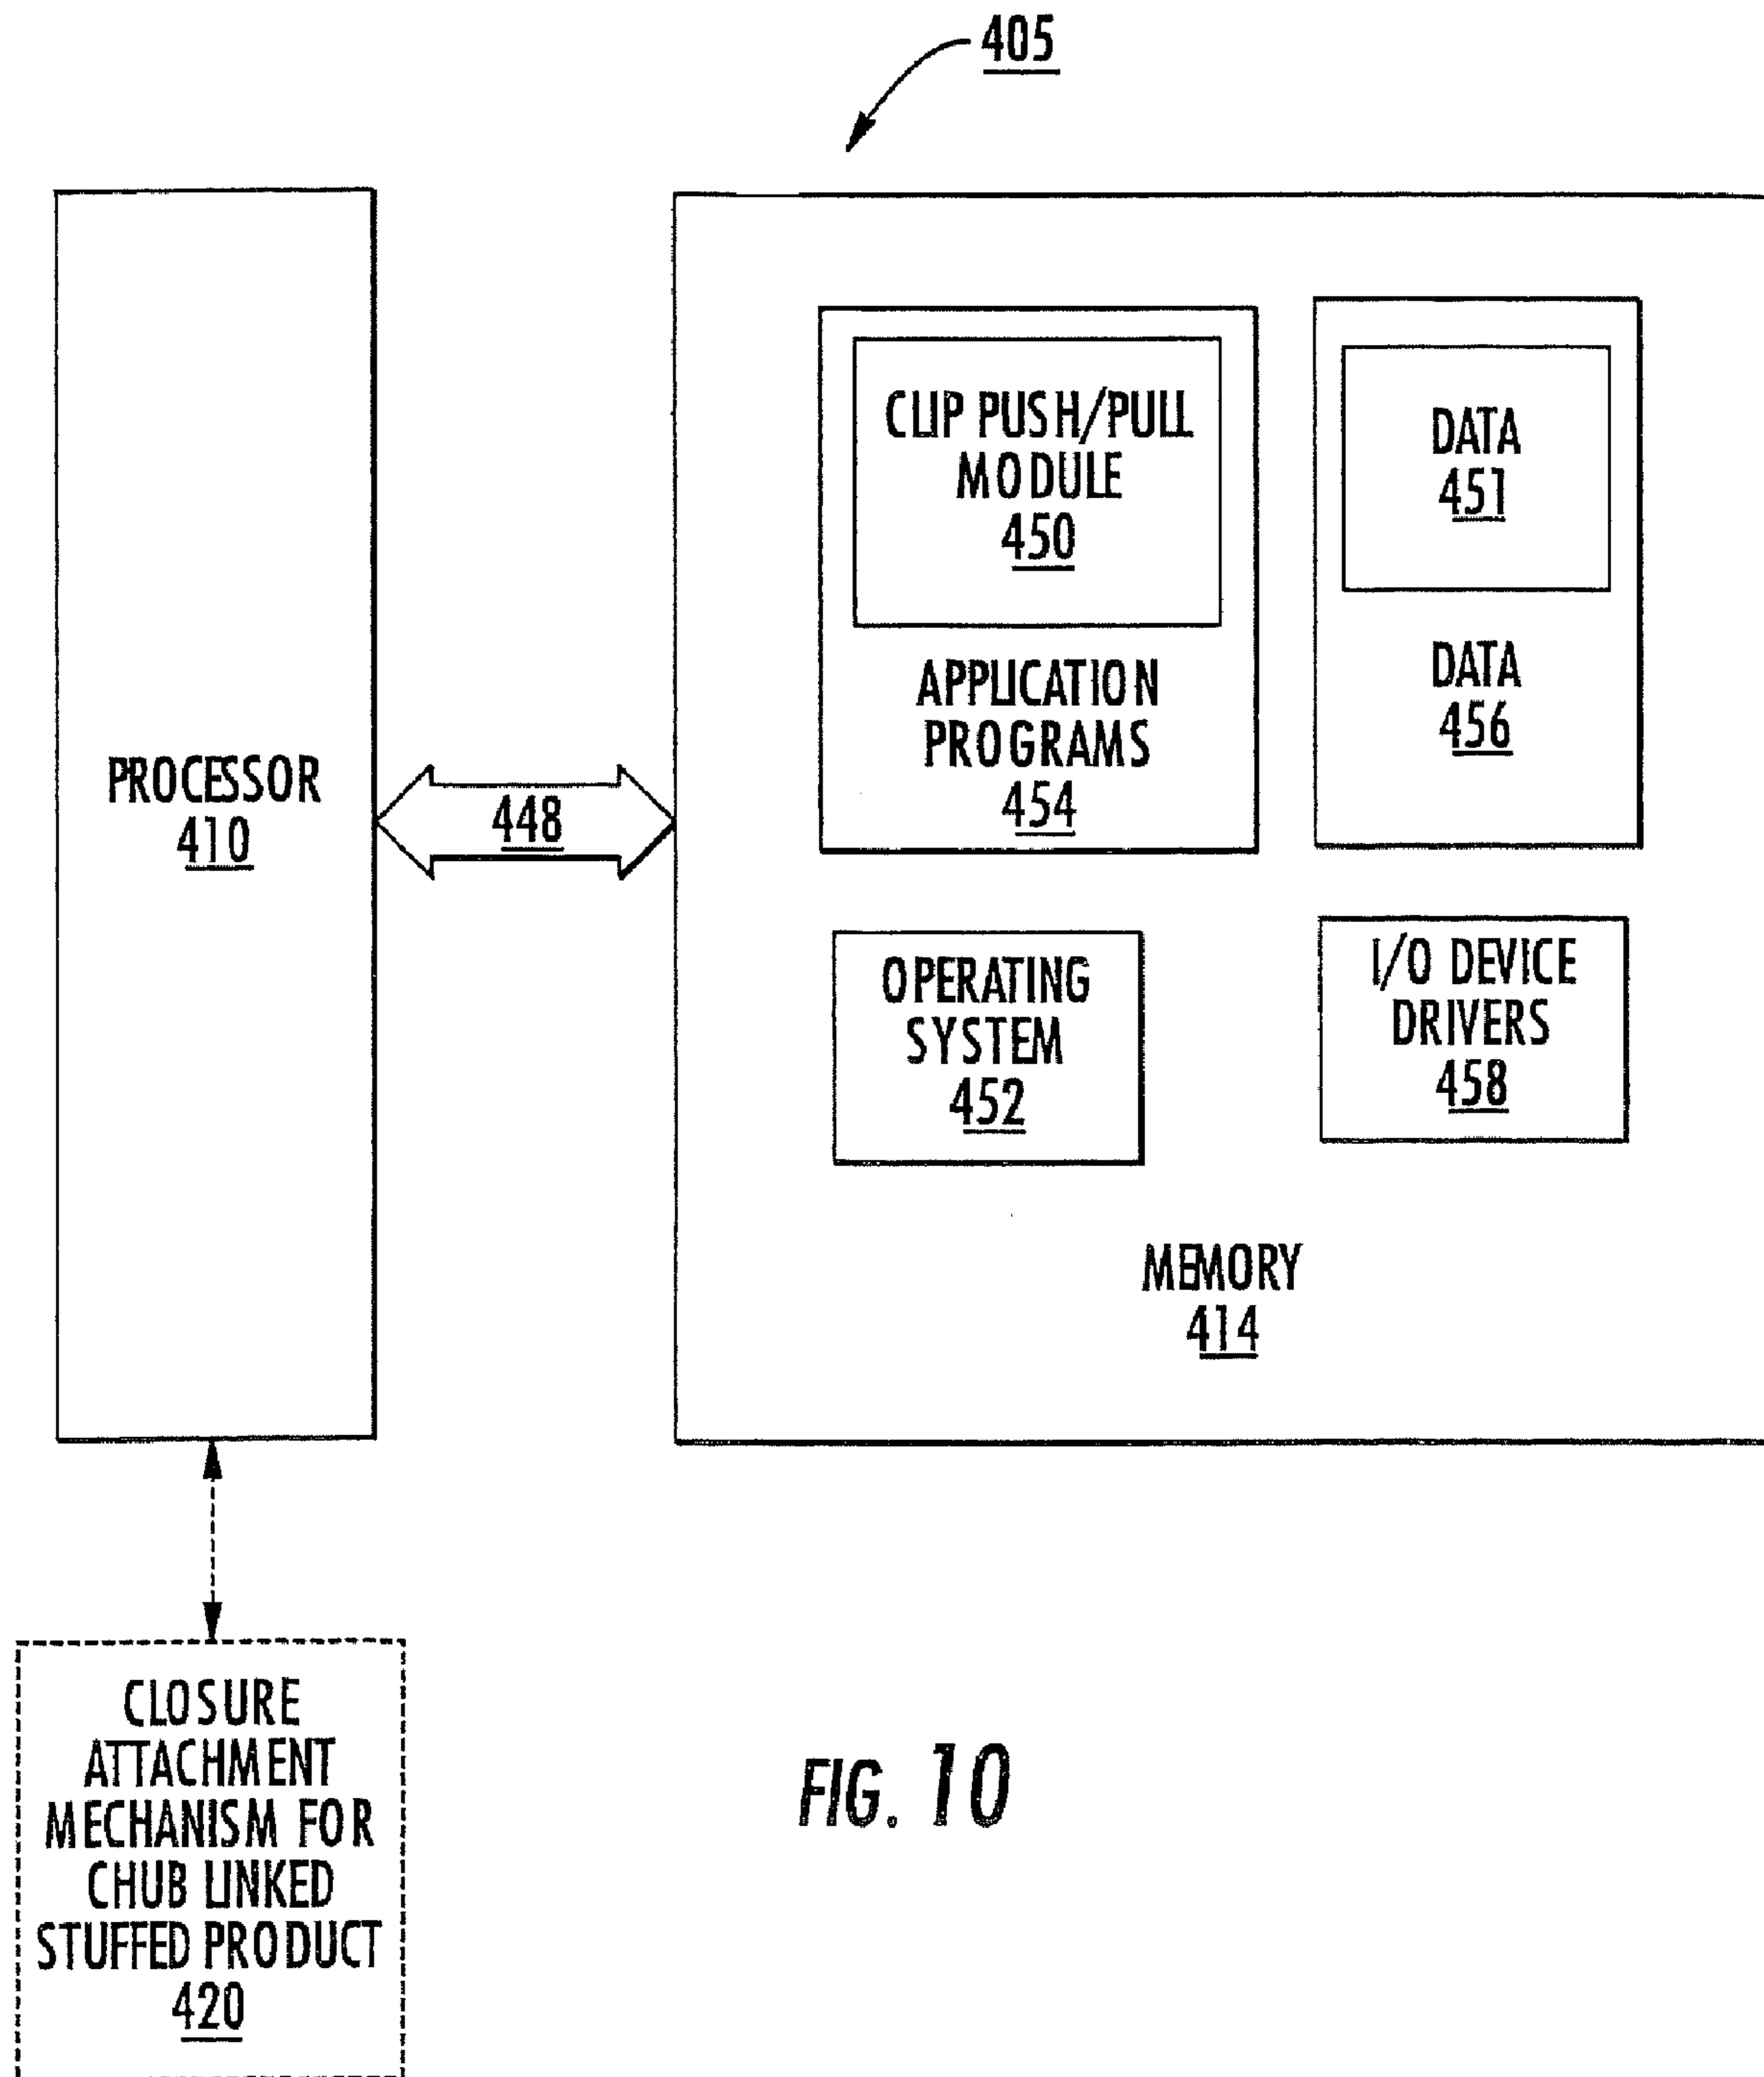 405
CLIP PUSH/PULL
MODULE
450
APPLICATION
PROGRAMS
454
DATA
451
DATA
456
PROCESSOR
410
448
OPERATING
SYSTEM
452
I/O DEVICE
DRIVERS
458
MEMORY
414
CLOSURE
ATTACHMENT
MECHANISM FOR
CHUB LINKED
STUFFED PRODUCT
420
FIG. 10